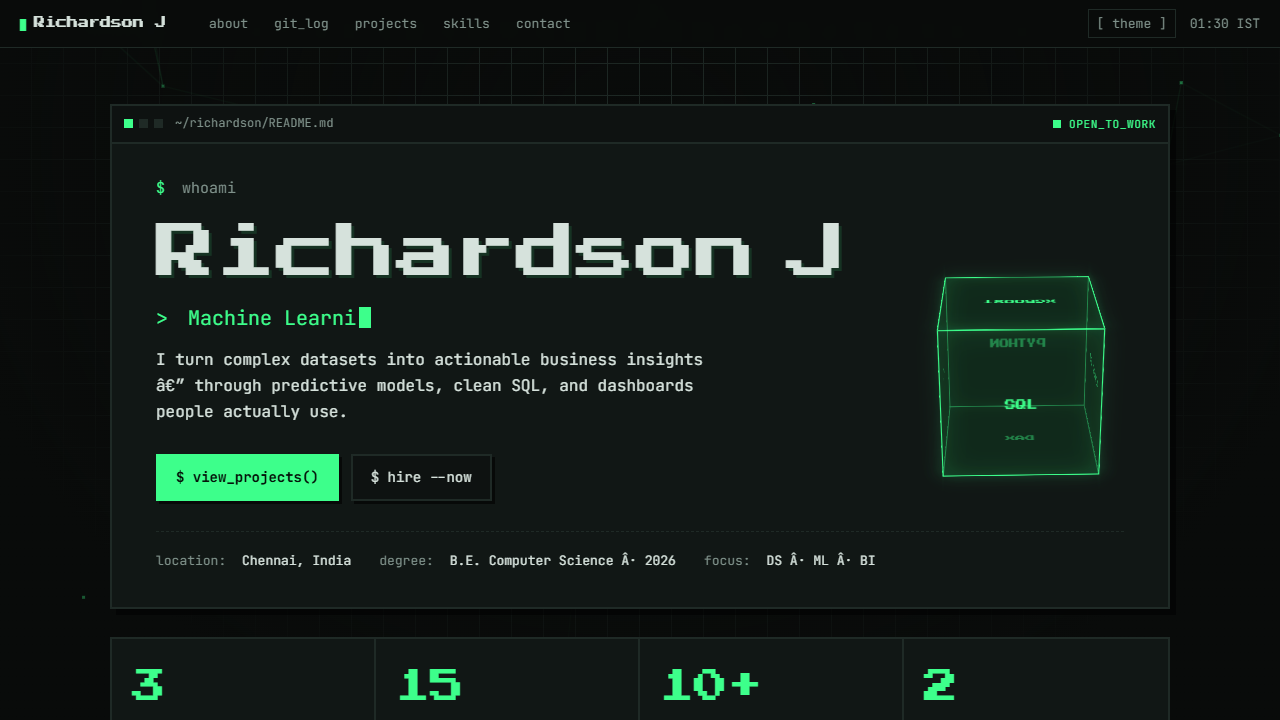 Richardson J
about git_log projects skills contact
[ theme ] 01:30 IST
~/richardson/README.md
OPEN_TO_WORK
$ whoami
Richardson J
> Machine Learni
I turn complex datasets into actionable business insights
â€” through predictive models, clean SQL, and dashboards
people actually use.
PYTHON
SQL
DAX
$ view_projects() $ hire --now
location: Chennai, India degree: B.E. Computer Science Â· 2026 focus: DS Â· ML Â· BI
3 15 10+ 2